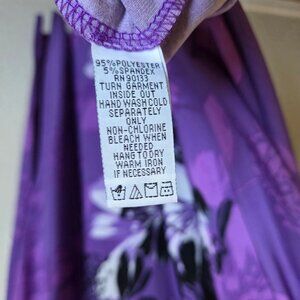 95%POLYESTER
5%SPANDEX
RN90133
TURN GARMENT
INSIDE OUT
HAND WASH COLD
SEPARATELY
ONLY
NON-CHLORINE
BLEACH WHEN
NEEDED
HANG TO DRY
WARM IRON
IF NECESSARY